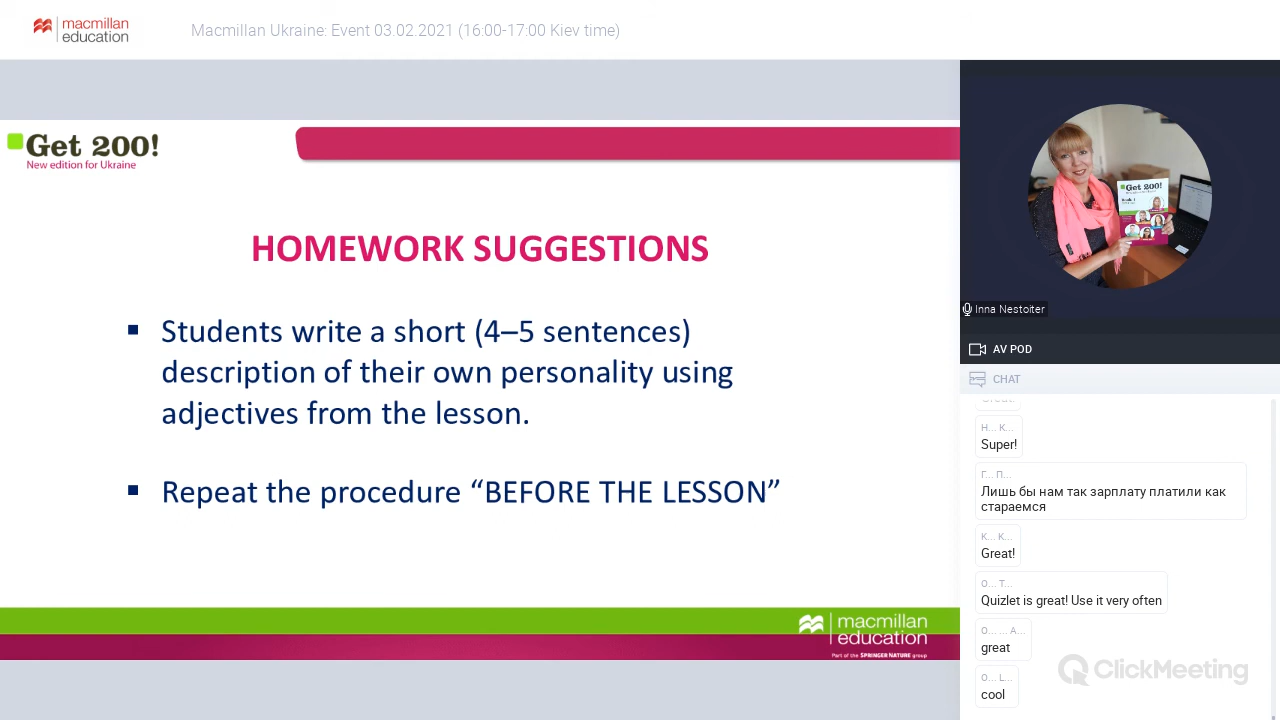 macmillan
education
Macmillan Ukraine: Event 03.02.2021 (16:00-17:00 Kiev time)
Get 200!
New edition for Ukraine
HOMEWORK SUGGESTIONS
▪ Students write a short (4–5 sentences)
description of their own personality using
adjectives from the lesson.
▪ Repeat the procedure “BEFORE THE LESSON”
macmillan
education
Part of the SPRINGER NATURE group
Get 200!
Inna Nestoiter
AV POD
CHAT
Great!
Н... К...
Super!
Г... П...
Лишь бы нам так зарплату платили как
стараемся
К... К...
Great!
О... Т...
Quizlet is great! Use it very often
О... ... А...
great
O... L...
cool
ClickMeeting